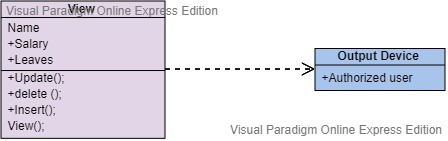 Visual Paradigm Online Express Edition
View
Name
+Salary
+Leaves
+Update();
+delete ();
+Insert();
View();
Output Device
+Authorized user
Visual Paradigm Online Express Edition